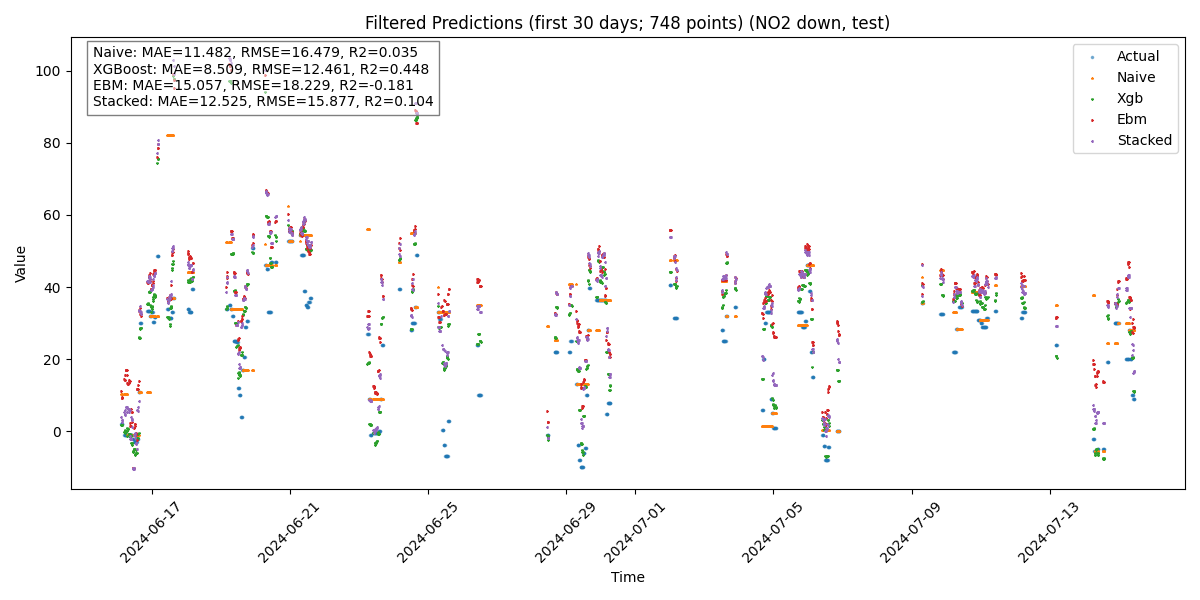 Filtered Predictions (first 30 days; 748 points) (NO2 down, test)
Naive: MAE=11.482, RMSE=16.479, R2=0.035
XGBoost: MAE=8.509, RMSE=12.461, R2=0.448
EBM: MAE=15.057, RMSE=18.229, R2=-0.181
Stacked: MAE=12.525, RMSE=15.877, R2=0.104
Actual
Naive
Xgb
Ebm
Stacked
Value
100
80
60
40
20
0
2024-06-17
2024-06-21
2024-06-25
2024-06-29
2024-07-01
2024-07-05
2024-07-09
2024-07-13
Time